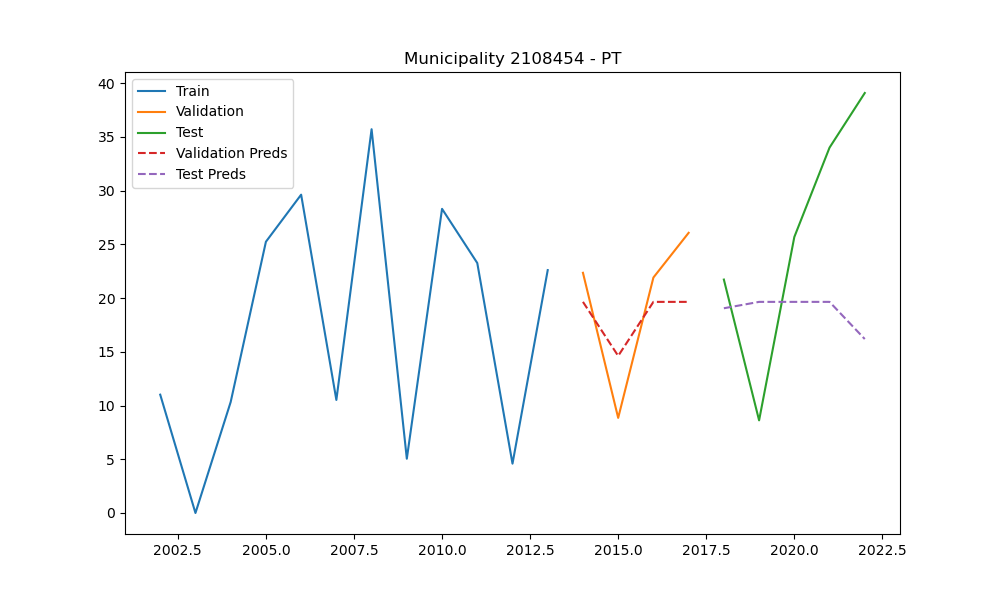 Municipality 2108454 - PT
Train
Validation
Test
Validation Preds
Test Preds
40
35
30
25
20
15
10
5
0
2002.5 2005.0 2007.5 2010.0 2012.5 2015.0 2017.5 2020.0 2022.5